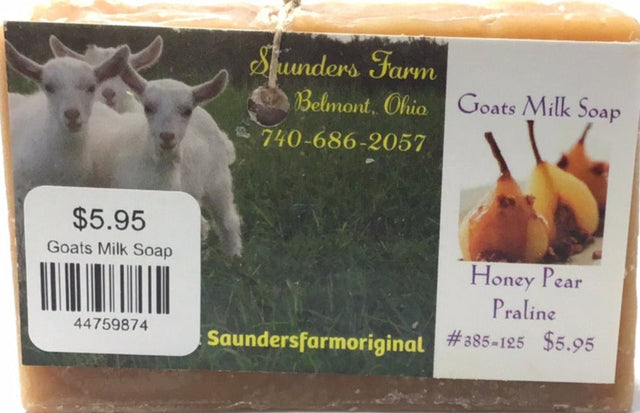 Saunders Farm
Belmont, Ohio
740-686-2057
Goats Milk Soap
$5.95
Goats Milk Soap
44759874
Saundersfarmoriginal
Honey Pear
Praline
#385-125 $5.95